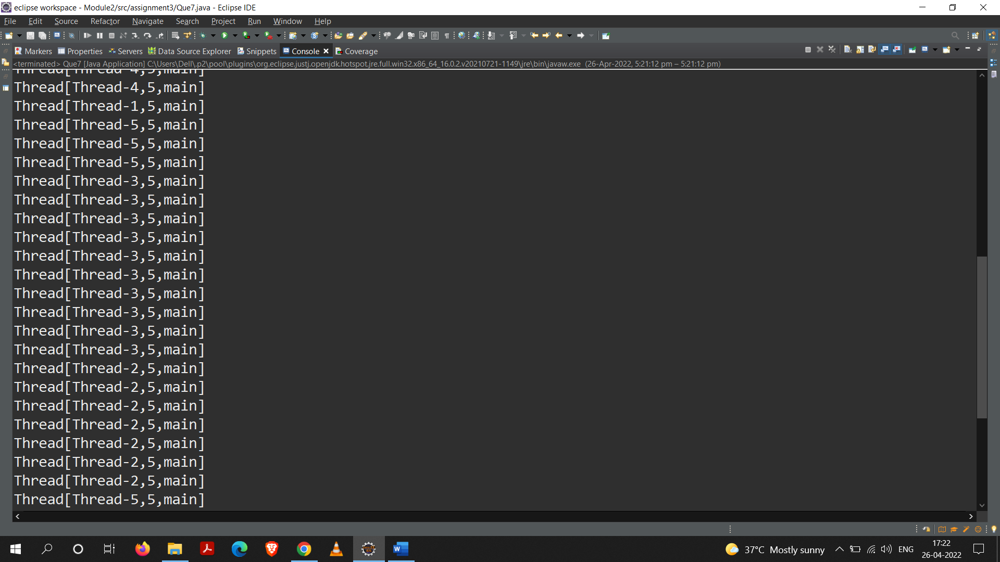 eclipse workspace - Module2/src/assignment3/Que7.java - Eclipse IDE
File Edit Source Refactor Navigate Search Project Run Window Help
Markers Properties Servers Data Source Explorer Snippets Console Coverage
<terminated> Que7 [Java Application] C:\Users\Dell\.p2\pool\plugins\org.eclipse.justj.openjdk.hotspot.jre.full.win32.x86_64_16.0.2.v20210721-1149\jre\bin\javaw.exe (26-Apr-2022, 5:21:12 pm – 5:21:12 pm)
Thread[Thread-4,5,main]
Thread[Thread-4,5,main]
Thread[Thread-1,5,main]
Thread[Thread-5,5,main]
Thread[Thread-5,5,main]
Thread[Thread-5,5,main]
Thread[Thread-3,5,main]
Thread[Thread-3,5,main]
Thread[Thread-3,5,main]
Thread[Thread-3,5,main]
Thread[Thread-3,5,main]
Thread[Thread-3,5,main]
Thread[Thread-3,5,main]
Thread[Thread-3,5,main]
Thread[Thread-3,5,main]
Thread[Thread-3,5,main]
Thread[Thread-2,5,main]
Thread[Thread-2,5,main]
Thread[Thread-2,5,main]
Thread[Thread-2,5,main]
Thread[Thread-2,5,main]
Thread[Thread-2,5,main]
Thread[Thread-2,5,main]
Thread[Thread-5,5,main]
37°C Mostly sunny ENG 17:22
26-04-2022